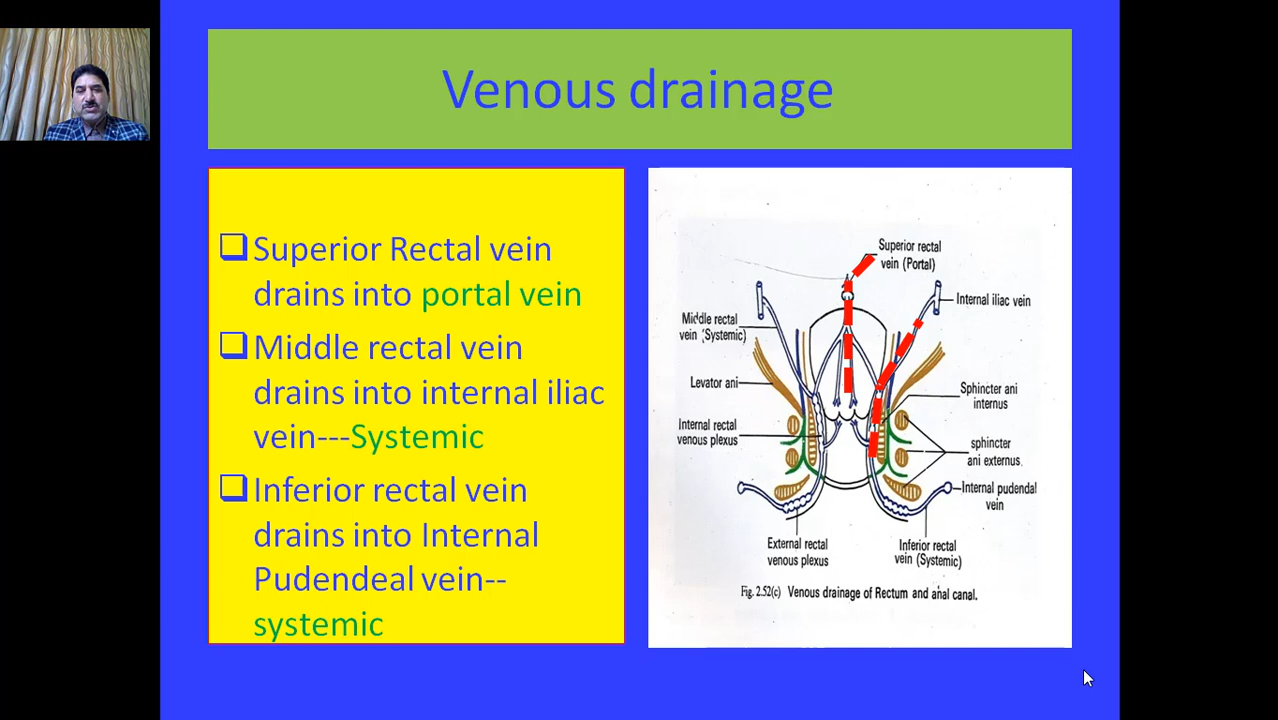 Venous drainage
Superior Rectal vein
drains into portal vein
Middle rectal vein
drains into internal iliac
vein---Systemic
Inferior rectal vein
drains into Internal
Pudendeal vein--
systemic
Superior rectal
vein (Portal)
Internal iliac vein
Middle rectal
vein (Systemic)
Levator ani
Sphincter ani
internus
Internal rectal
venous plexus
sphincter
ani externus.
Internal pudendal
vein
External rectal
venous plexus
Inferior rectal
vein (Systemic)
Fig. 2.52(c) Venous drainage of Rectum and anal canal.